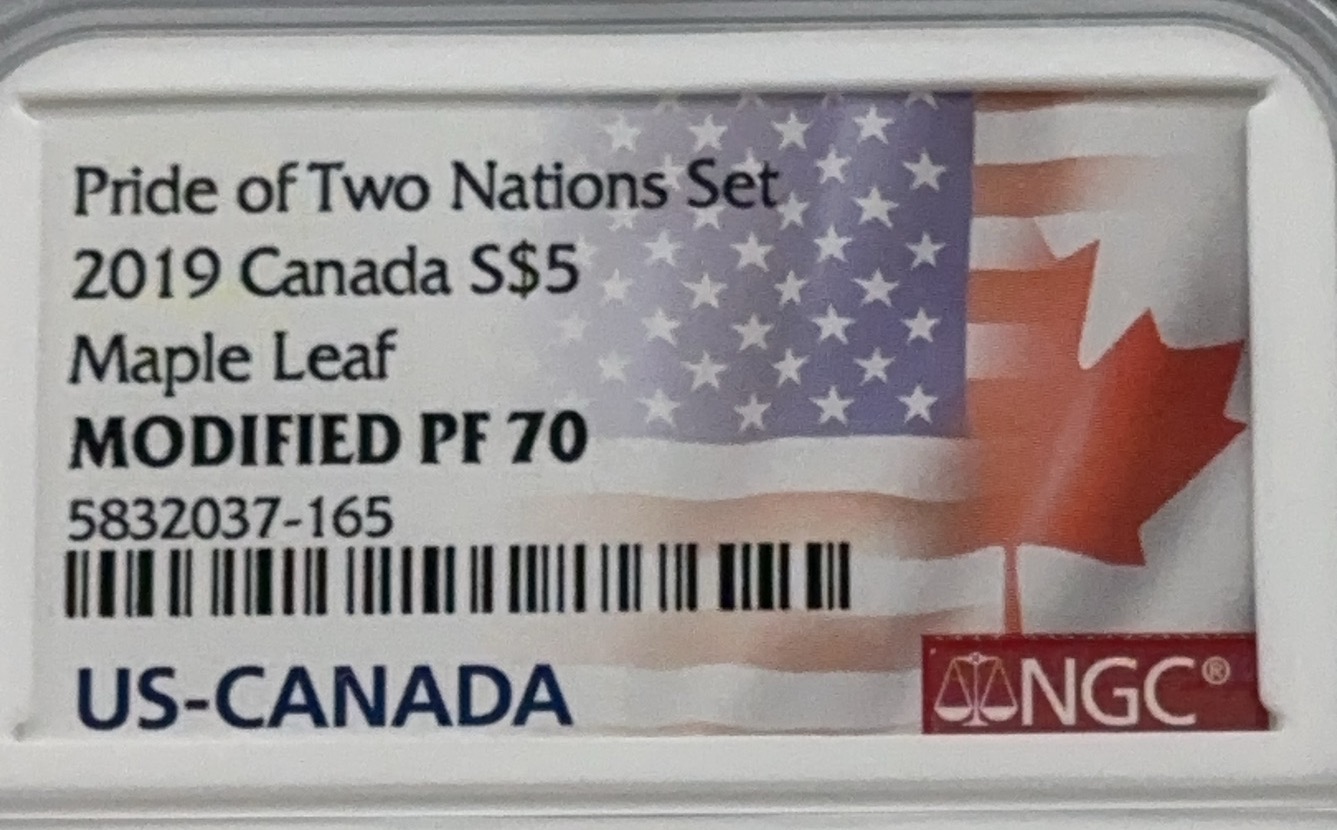 Pride of Two Nations Set
2019 Canada S$5
Maple Leaf
MODIFIED PF 70
5832037-165
US-CANADA
NGC®